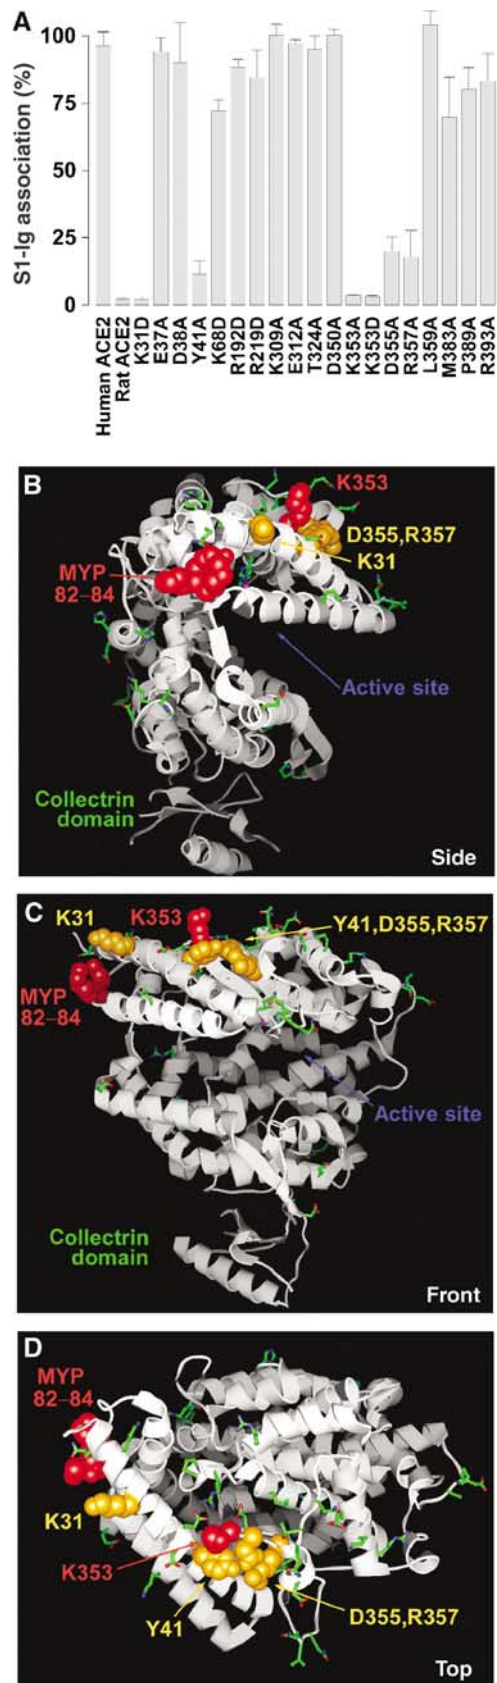 A
S1-Ig association (%)
100
75
50
25
0
Human ACE2
Rat ACE2
K31D
E37A
D38A
Y41A
K68D
R192D
R219D
K309A
E312A
T324A
D350A
K353A
K353D
D355A
R357A
L359A
M383A
P389A
R393A
B
K353
D355,R357
K31
MYP
82–84
Active site
Collectrin
domain
Side
C
K31
K353
Y41,D355,R357
MYP
82–84
Active site
Collectrin
domain
Front
D
MYP
82–84
K31
K353
Y41
D355,R357
Top